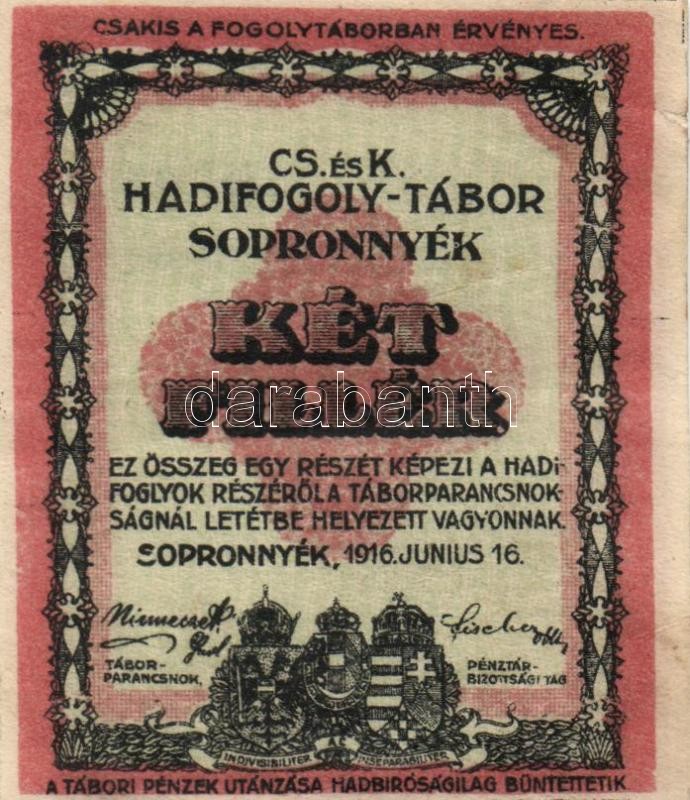 CSAKIS A FOGOLYTÁBORBAN ÉRVÉNYES.
CS. ÉS K.
HADIFOGOLY-TÁBOR
SOPRONNYÉK
KÉT
FILLÉR
darabanth
EZ ÖSSZEG EGY RÉSZÉT KÉPEZI A HADI-
FOGLYOK RÉSZÉRŐL A TÁBORPARANCSNOK-
SÁGNÁL LETÉTBE HELYEZETT VAGYONNAK.
SOPRONNYÉK, 1916. JUNIUS 16.
TÁBOR-
PARANCSNOK,
PÉNZTÁR-
BIZOTTSÁGI TAG
INDIVISIBILITER AC INSEPARABILITER
A TÁBORI PÉNZEK UTÁNZÁSA HADBIRÓSÁGILAG BÜNTETTETIK